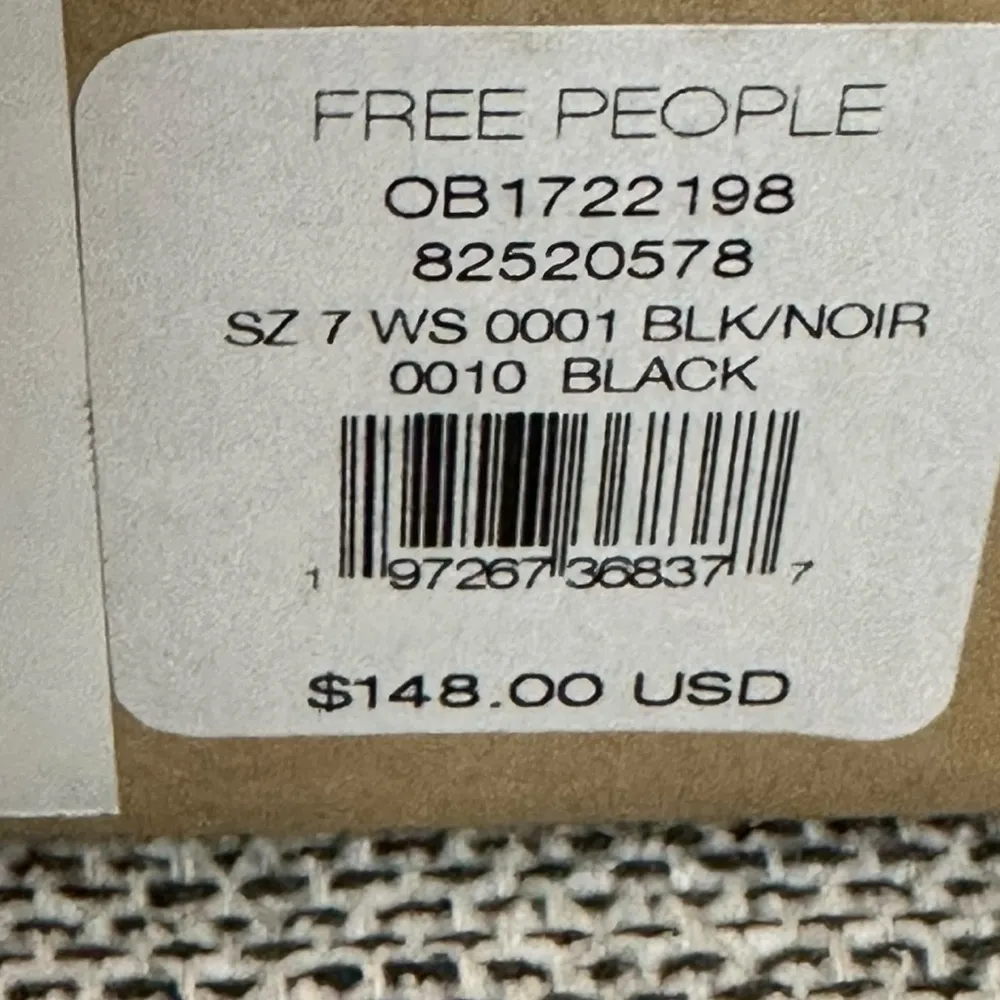 FREE PEOPLE
OB1722198
82520578
SZ 7 WS 0001 BLK/NOIR
0010 BLACK
1 97267 36837 7
$148.00 USD